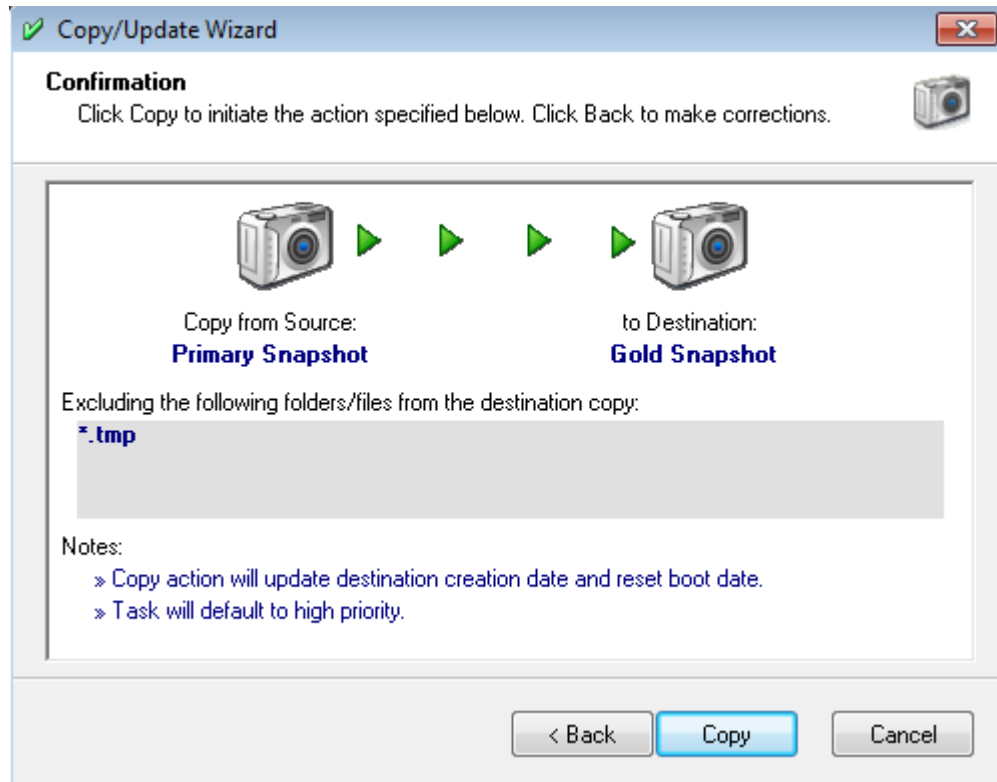 Copy/Update Wizard
Confirmation
Click Copy to initiate the action specified below. Click Back to make corrections.
Copy from Source:
Primary Snapshot
to Destination:
Gold Snapshot
Excluding the following folders/files from the destination copy:
*.tmp
Notes:
» Copy action will update destination creation date and reset boot date.
» Task will default to high priority.
< Back
Copy
Cancel